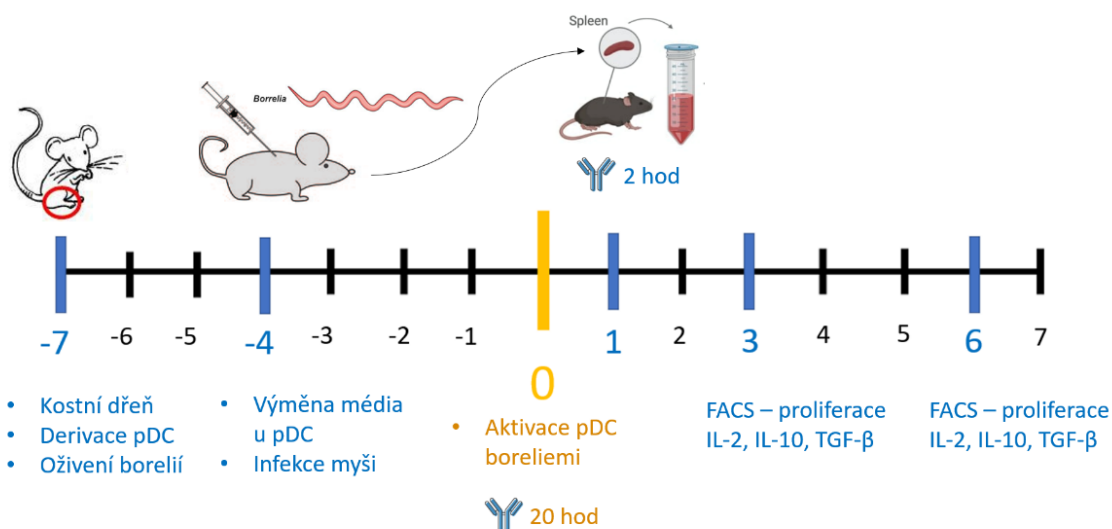 Spleen
Borrelia
2 hod
-7
-6
-5
-4
-3
-2
-1
0
1
2
3
4
5
6
7
• Kostní dřeň
• Derivace pDC
• Oživení borelií
• Výměna média
u pDC
• Infekce myši
• Aktivace pDC
boreliemi
20 hod
FACS – proliferace
IL-2, IL-10, TGF-β
FACS – proliferace
IL-2, IL-10, TGF-β